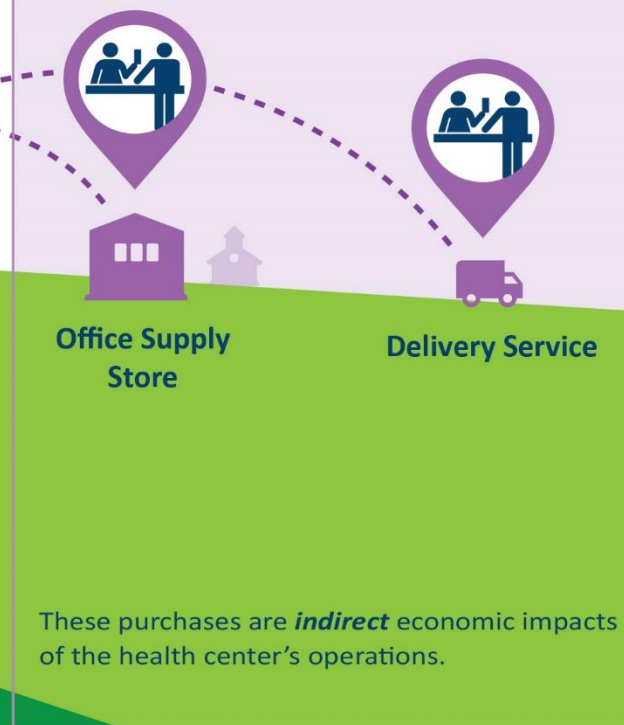 Office Supply
Store
Delivery Service
These purchases are indirect economic impacts
of the health center’s operations.